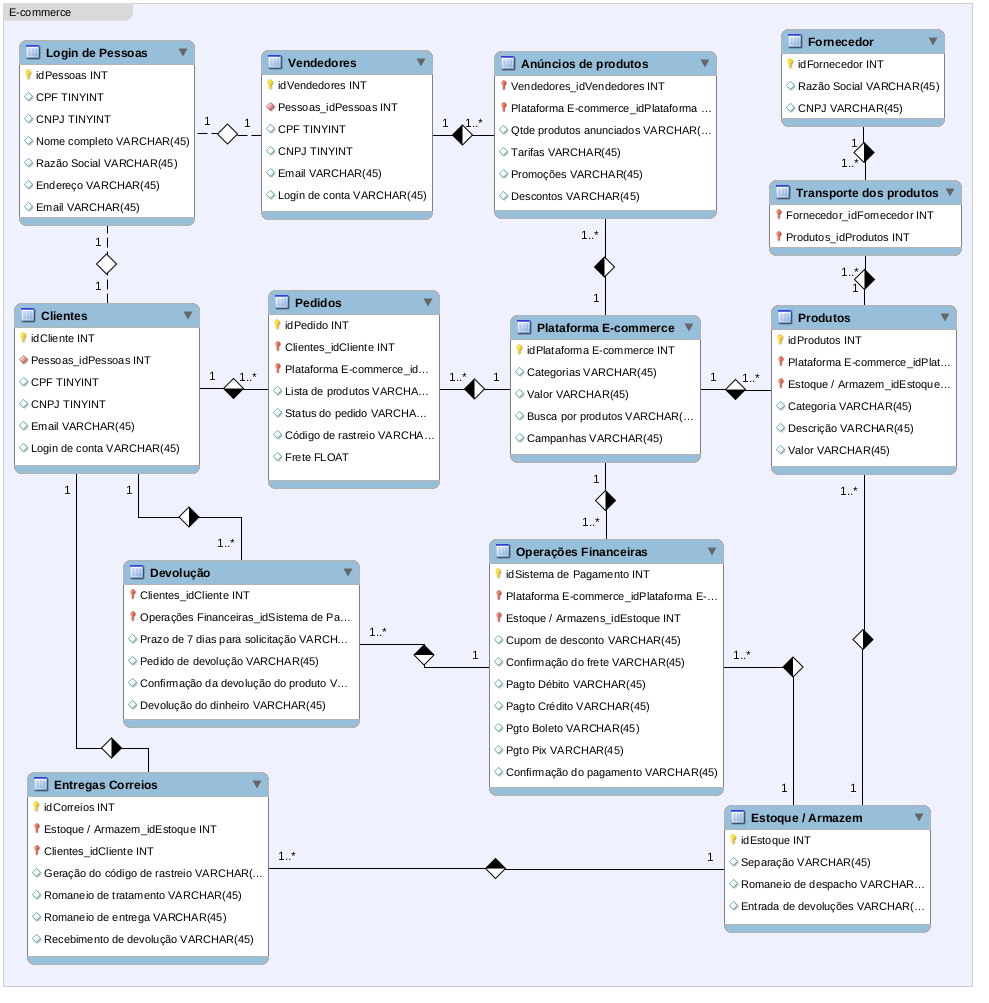 E-commerce
Login de Pessoas
idPessoas INT
CPF TINYINT
CNPJ TINYINT
Nome completo VARCHAR(45)
Razão Social VARCHAR(45)
Endereço VARCHAR(45)
Email VARCHAR(45)
1
1
Vendedores
idVendedores INT
Pessoas_idPessoas INT
CPF TINYINT
CNPJ TINYINT
Email VARCHAR(45)
Login de conta VARCHAR(45)
1
1..*
Anúncios de produtos
Vendedores_idVendedores INT
Plataforma E-commerce_idPlataforma ...
Qtde produtos anunciados VARCHAR(...
Tarifas VARCHAR(45)
Promoções VARCHAR(45)
Descontos VARCHAR(45)
Fornecedor
idFornecedor INT
Razão Social VARCHAR(45)
CNPJ VARCHAR(45)
1
1..*
Transporte dos produtos
Fornecedor_idFornecedor INT
Produtos_idProdutos INT
1..*
1
1
1
1..*
1
Clientes
idCliente INT
Pessoas_idPessoas INT
CPF TINYINT
CNPJ TINYINT
Email VARCHAR(45)
Login de conta VARCHAR(45)
1
1..*
Pedidos
idPedido INT
Clientes_idCliente INT
Plataforma E-commerce_id...
Lista de produtos VARCHA...
Status do pedido VARCHA...
Código de rastreio VARCHA...
Frete FLOAT
1..*
1
Plataforma E-commerce
idPlataforma E-commerce INT
Categorias VARCHAR(45)
Valor VARCHAR(45)
Busca por produtos VARCHAR(...
Campanhas VARCHAR(45)
1
1..*
Produtos
idProdutos INT
Plataforma E-commerce_idPlat...
Estoque / Armazem_idEstoque...
Categoria VARCHAR(45)
Descrição VARCHAR(45)
Valor VARCHAR(45)
1
1
1..*
1
1..*
1..*
Devolução
Clientes_idCliente INT
Operações Financeiras_idSistema de Pa...
Prazo de 7 dias para solicitação VARCH...
Pedido de devolução VARCHAR(45)
Confirmação da devolução do produto V...
Devolução do dinheiro VARCHAR(45)
1..*
1
Operações Financeiras
idSistema de Pagamento INT
Plataforma E-commerce_idPlataforma E-...
Estoque / Armazens_idEstoque INT
Cupom de desconto VARCHAR(45)
Confirmação do frete VARCHAR(45)
Pagto Débito VARCHAR(45)
Pagto Crédito VARCHAR(45)
Pgto Boleto VARCHAR(45)
Pgto Pix VARCHAR(45)
Confirmação do pagamento VARCHAR(45)
1..*
1
1
Entregas Correios
idCorreios INT
Estoque / Armazem_idEstoque INT
Clientes_idCliente INT
Geração do código de rastreio VARCHAR(...
Romaneio de tratamento VARCHAR(45)
Romaneio de entrega VARCHAR(45)
Recebimento de devolução VARCHAR(45)
1..*
1
Estoque / Armazem
idEstoque INT
Separação VARCHAR(45)
Romaneio de despacho VARCHAR...
Entrada de devoluções VARCHAR(...